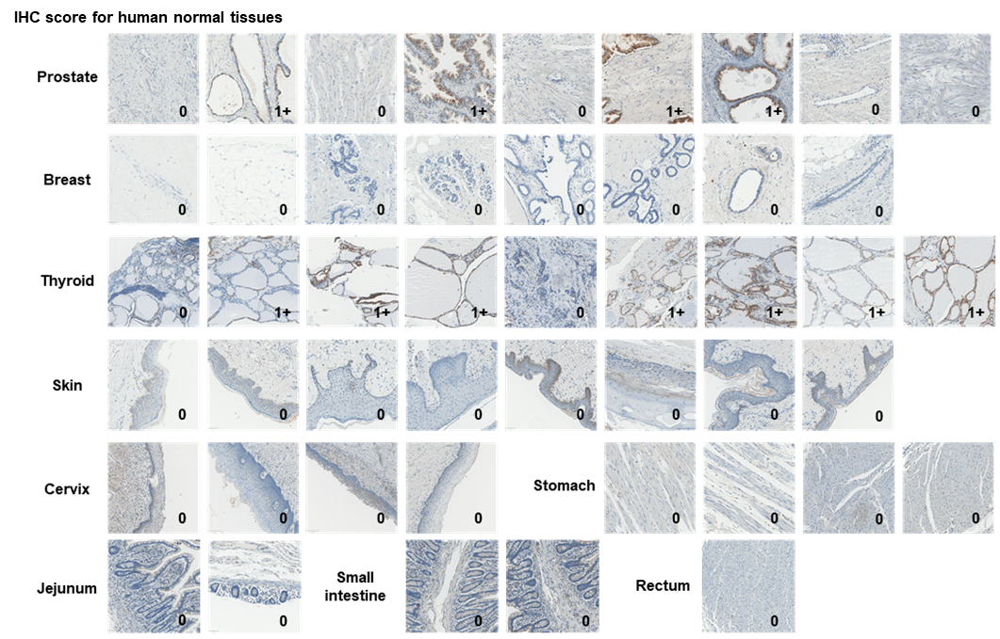 IHC score for human normal tissues
Prostate 0 1+ 0 1+ 0 1+ 1+ 0 0
Breast 0 0 0 0 0 0 0 0
Thyroid 0 1+ 1+ 1+ 0 1+ 1+ 1+ 1+
Skin 0 0 0 0 0 0 0 0
Cervix 0 0 0 0 Stomach 0 0 0 0
Jejunum 0 0 Small
intestine 0 0 Rectum 0